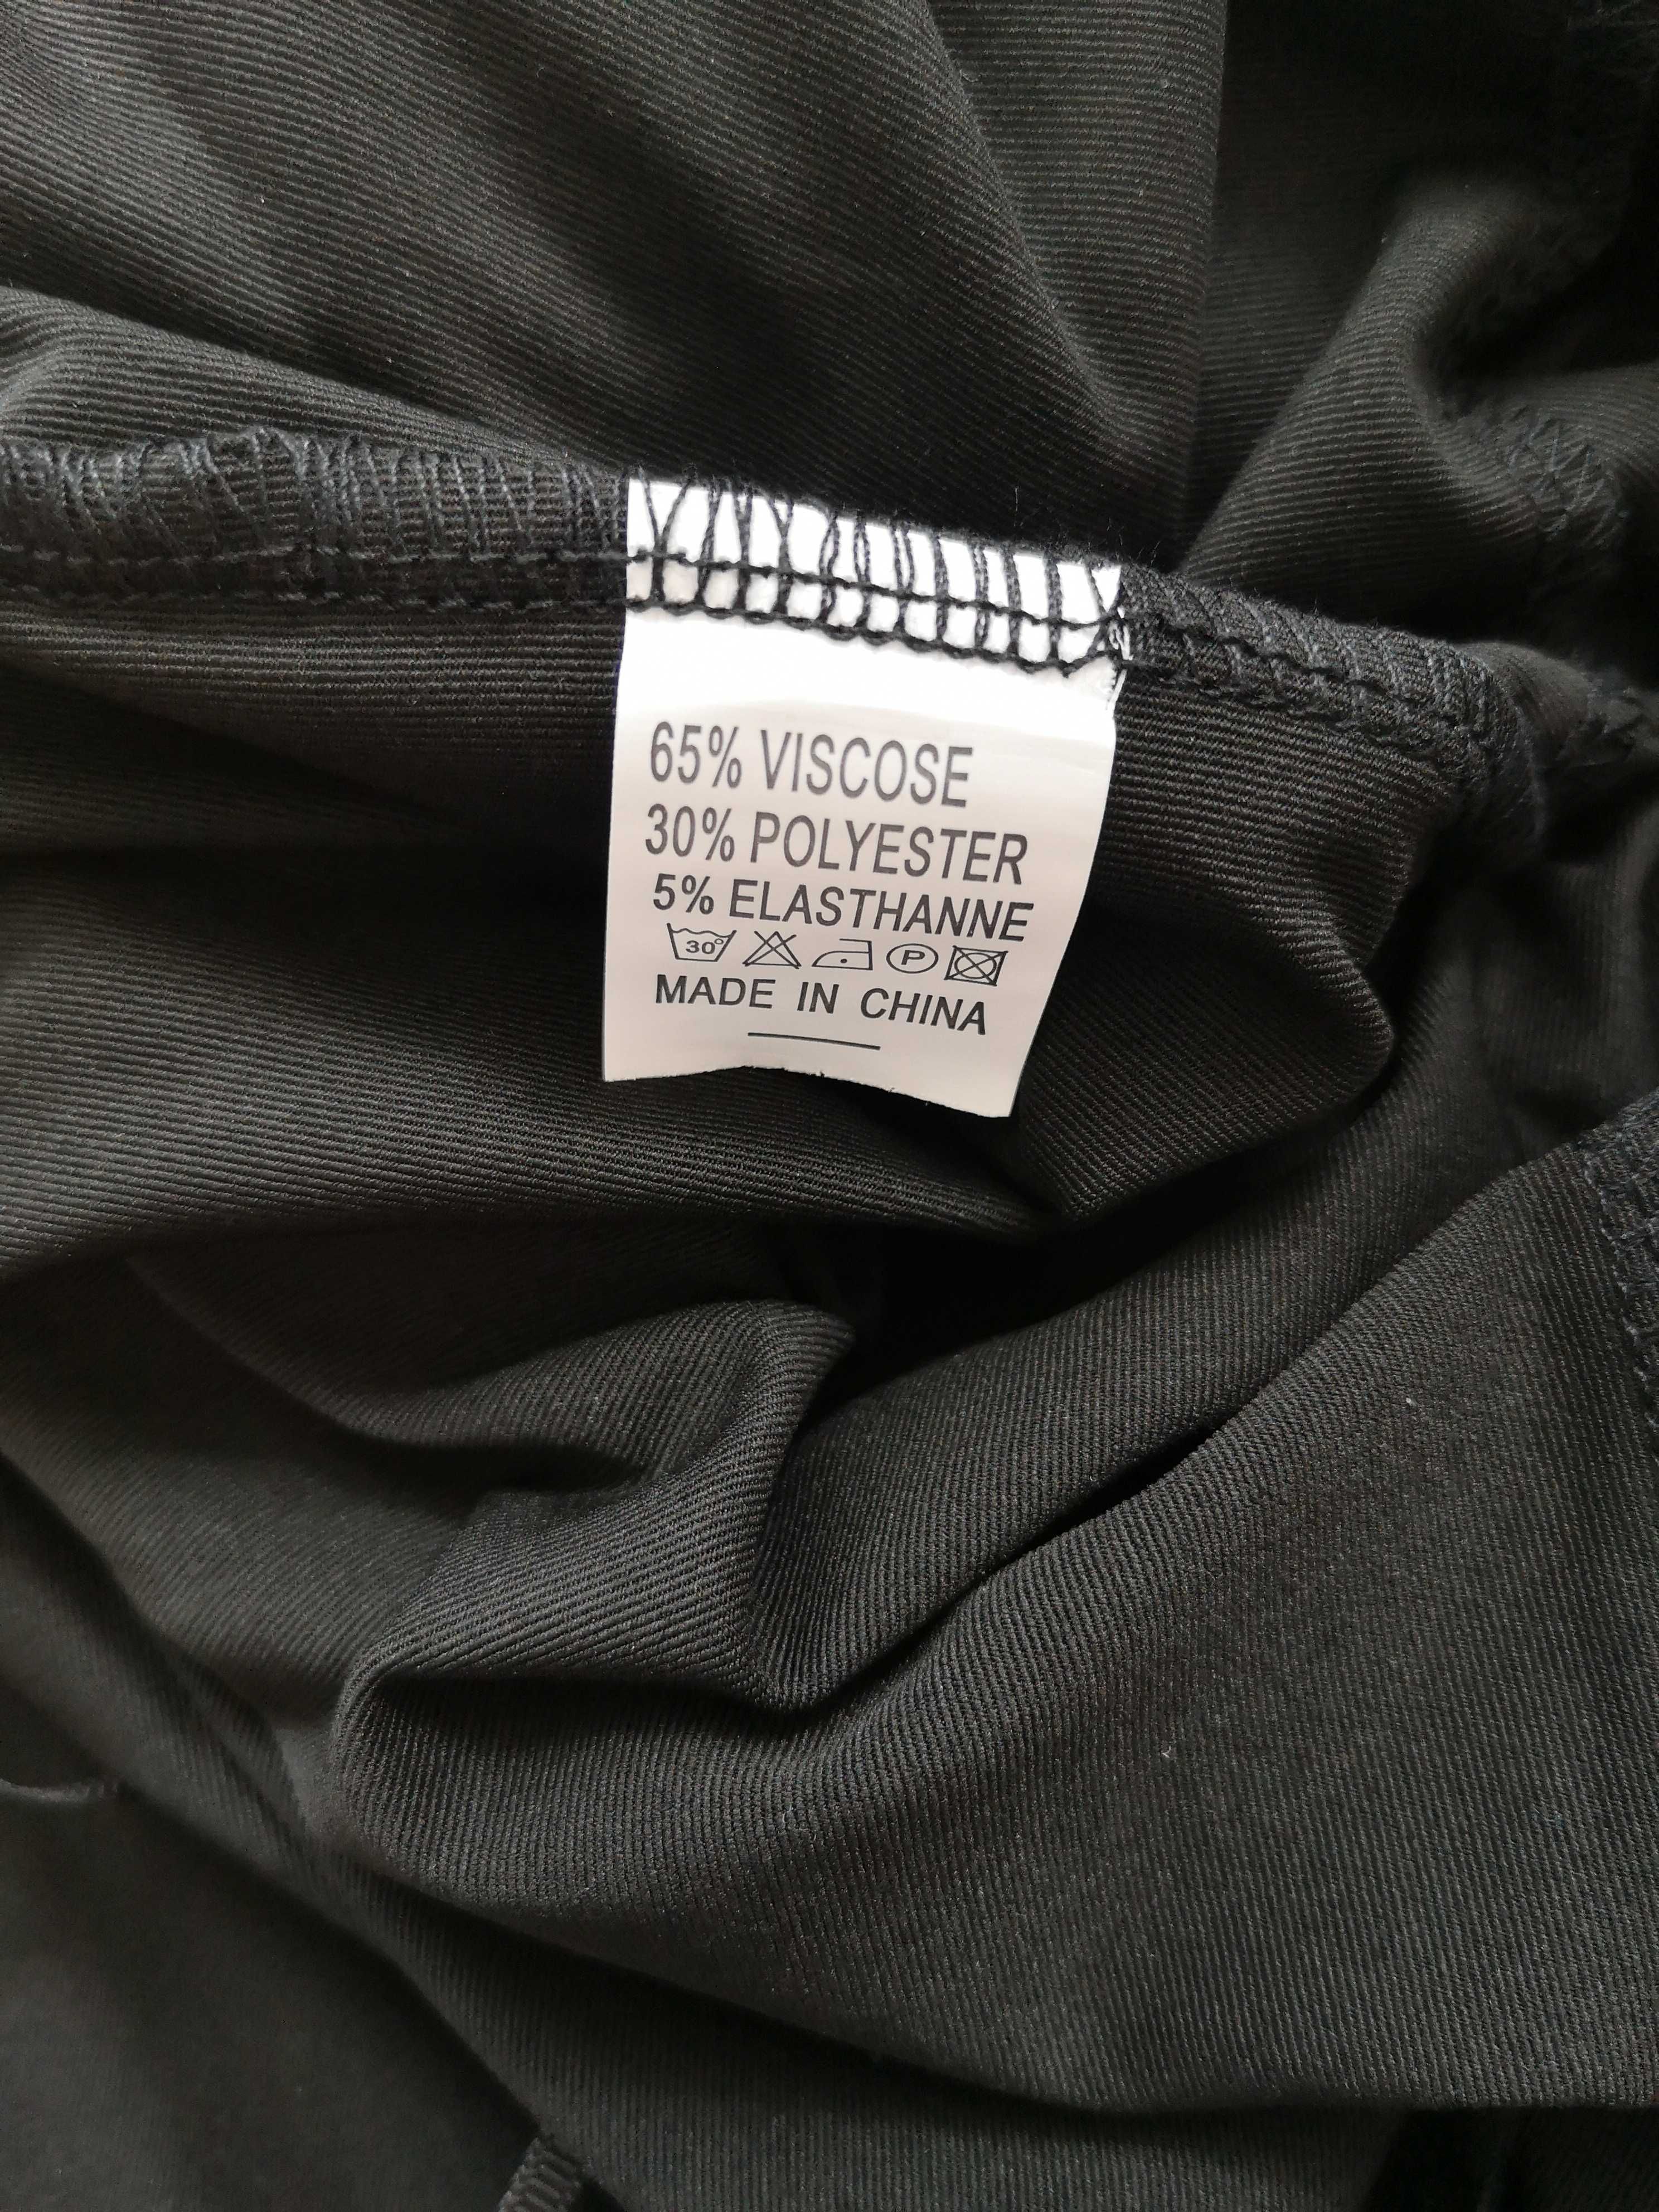 65% VISCOSE
30% POLYESTER
5% ELASTHANNE
30° P
MADE IN CHINA